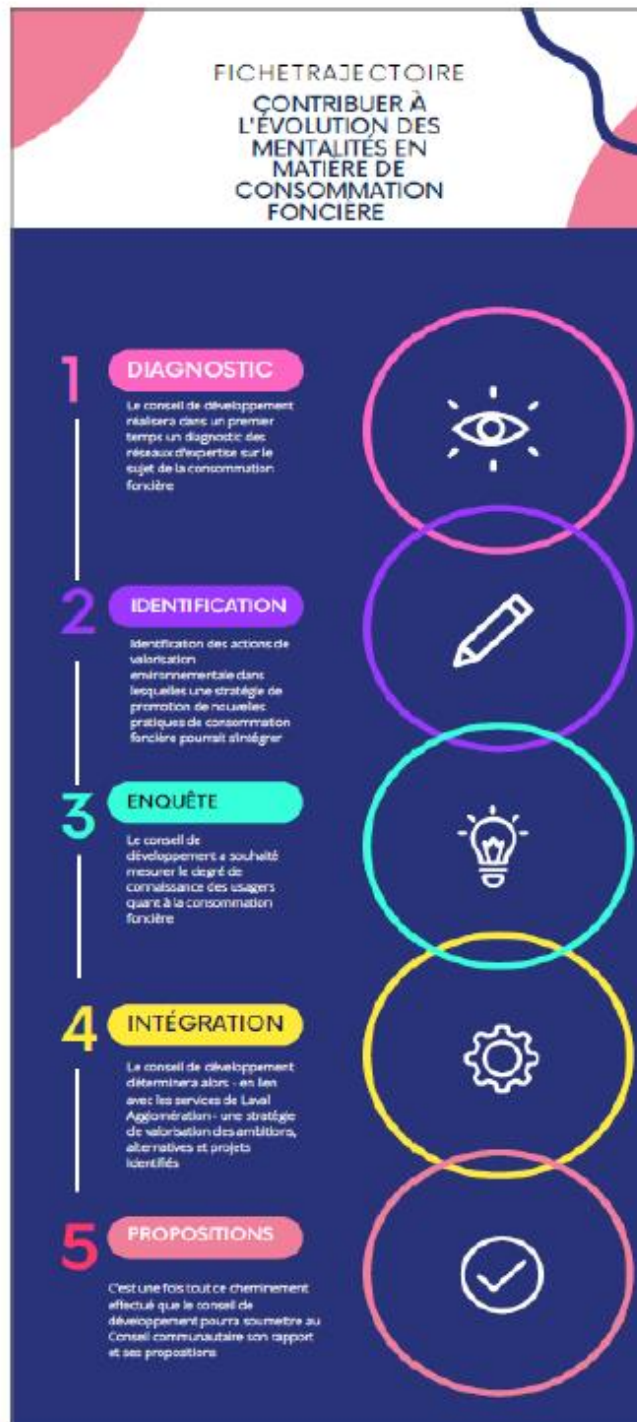 FICHETRAJECTOIRE
CONTRIBUER À
L'ÉVOLUTION DES
MENTALITÉS EN
MATIÈRE DE
CONSOMMATION
FONCIÈRE
1
DIAGNOSTIC
Le conseil de développement
réalisera dans un premier
temps un diagnostic des
réseaux d'expertise sur le
sujet de la consommation
foncière
2
IDENTIFICATION
Identification des actions de
valorisation
environnementale dans
lesquelles une stratégie de
promotion de nouvelles
pratiques de consommation
foncière pourrait s'intégrer
3
ENQUÊTE
Le conseil de
développement a souhaité
mesurer le degré de
connaissance des usagers
quant à la consommation
foncière
4
INTÉGRATION
Le conseil de développement
déterminera alors - en lien
avec les services de Laval
Agglomération - une stratégie
de valorisation des ambitions,
alternatives et projets
identifiés
5
PROPOSITIONS
C'est une fois tout ce cheminement
effectué que le conseil de
développement pourra soumettre au
Conseil communautaire son rapport
et ses propositions